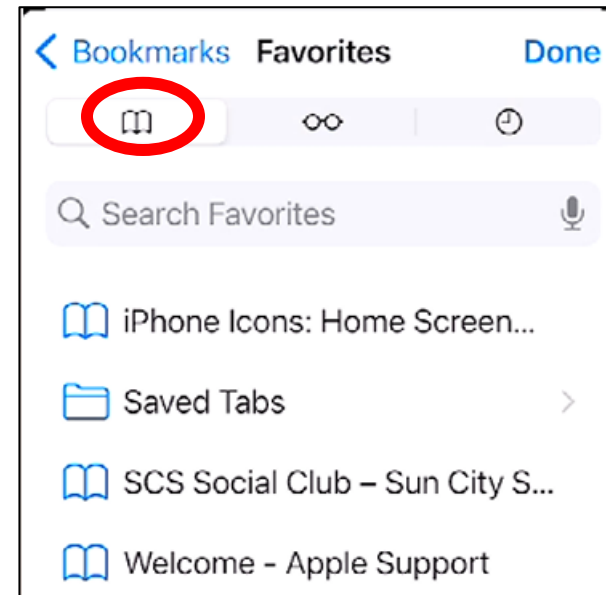 Bookmarks Favorites Done
Search Favorites
iPhone Icons: Home Screen...
Saved Tabs
SCS Social Club – Sun City S...
Welcome - Apple Support